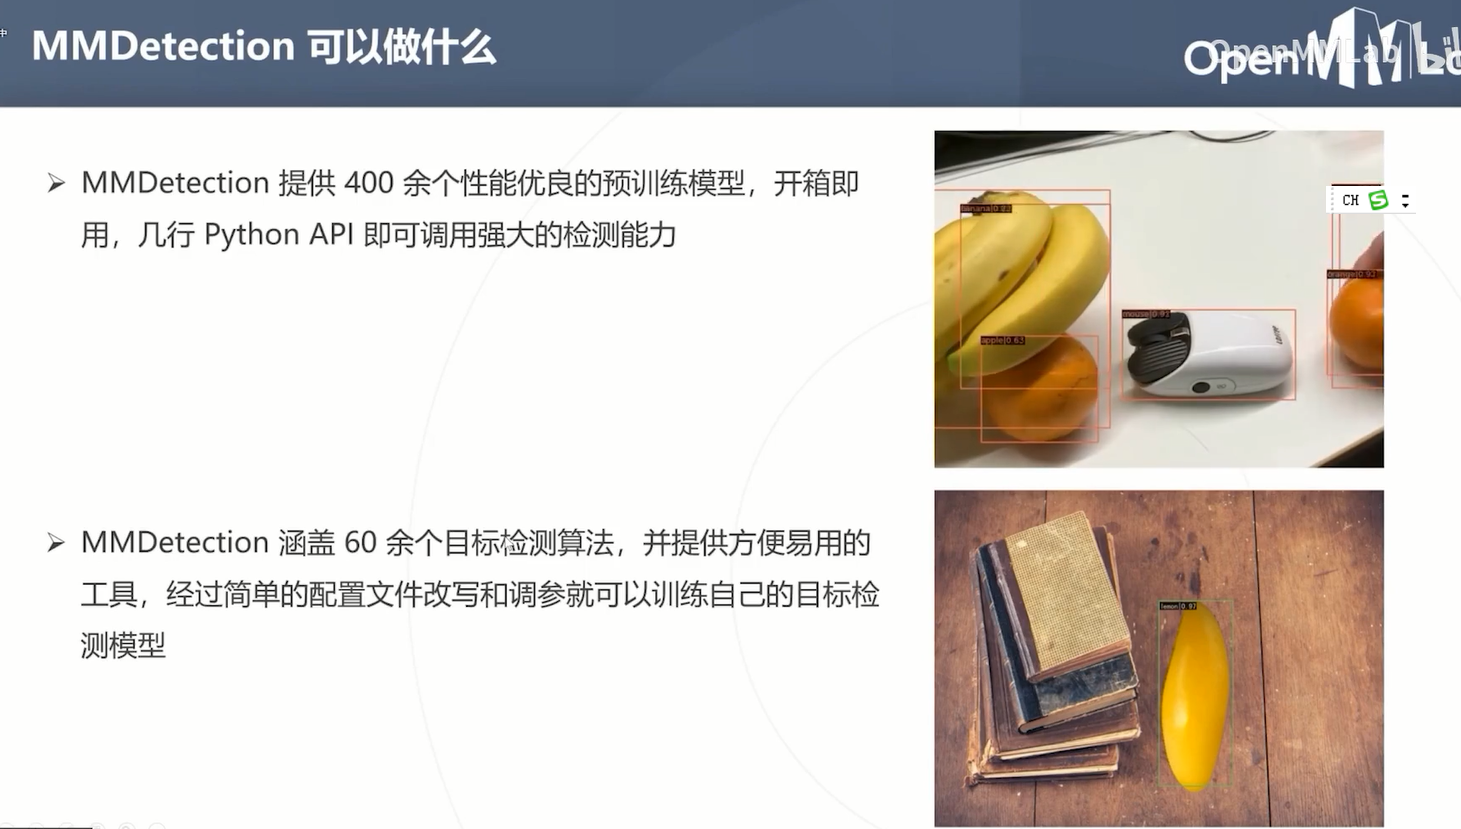 MMDetection 可以做什么
OpenMMLab
OpenMMLa
MMDetection 提供 400 余个性能优良的预训练模型，开箱即
用，几行 Python API 即可调用强大的检测能力
CH
banana|0.92
orange|0.92
mouse|0.91
apple|0.63
MMDetection 涵盖 60 余个目标检测算法，并提供方便易用的
工具，经过简单的配置文件改写和调参就可以训练自己的目标检
测模型
lemon|0.97